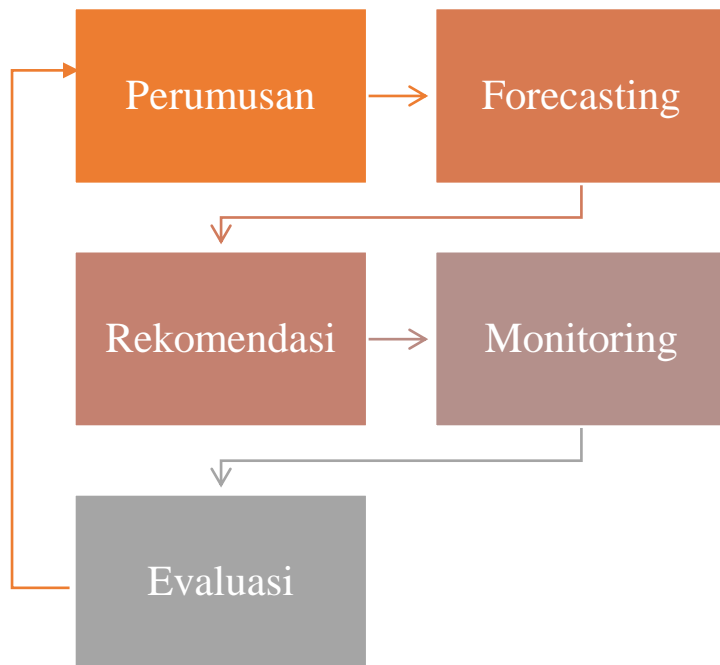 Perumusan
Forecasting
Rekomendasi
Monitoring
Evaluasi